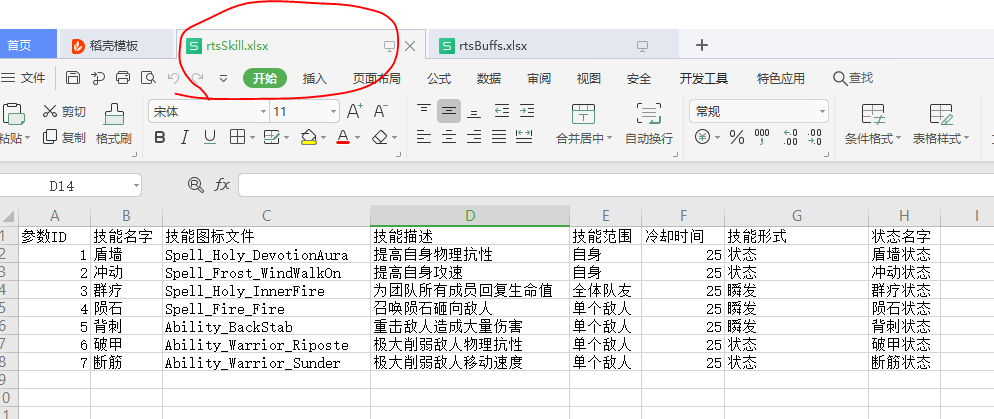 首页 稻壳模板 rtsSkill.xlsx rtsBuffs.xlsx
文件 开始 插入 页面布局 公式 数据 审阅 视图 安全 开发工具 特色应用 查找
剪切 宋体 11 A⁺ A⁻ 常规
粘贴 复制 格式刷 B I U A 合并居中 自动换行 ¥ % 000 条件格式 表格样式
D14 fx
A B C D E F G H I
1 参数ID 技能名字 技能图标文件 技能描述 技能范围 冷却时间 技能形式 状态名字
2 1 盾墙 Spell_Holy_DevotionAura 提高自身物理抗性 自身 25 状态 盾墙状态
3 2 冲动 Spell_Frost_WindWalkOn 提高自身攻速 自身 25 状态 冲动状态
4 3 群疗 Spell_Holy_InnerFire 为团队所有成员回复生命值 全体队友 25 瞬发 群疗状态
5 4 陨石 Spell_Fire_Fire 召唤陨石砸向敌人 单个敌人 25 瞬发 陨石状态
6 5 背刺 Ability_BackStab 重击敌人造成大量伤害 单个敌人 25 瞬发 背刺状态
7 6 破甲 Ability_Warrior_Riposte 极大削弱敌人物理抗性 单个敌人 25 状态 破甲状态
8 7 断筋 Ability_Warrior_Sunder 极大削弱敌人移动速度 单个敌人 25 状态 断筋状态
9
0
1